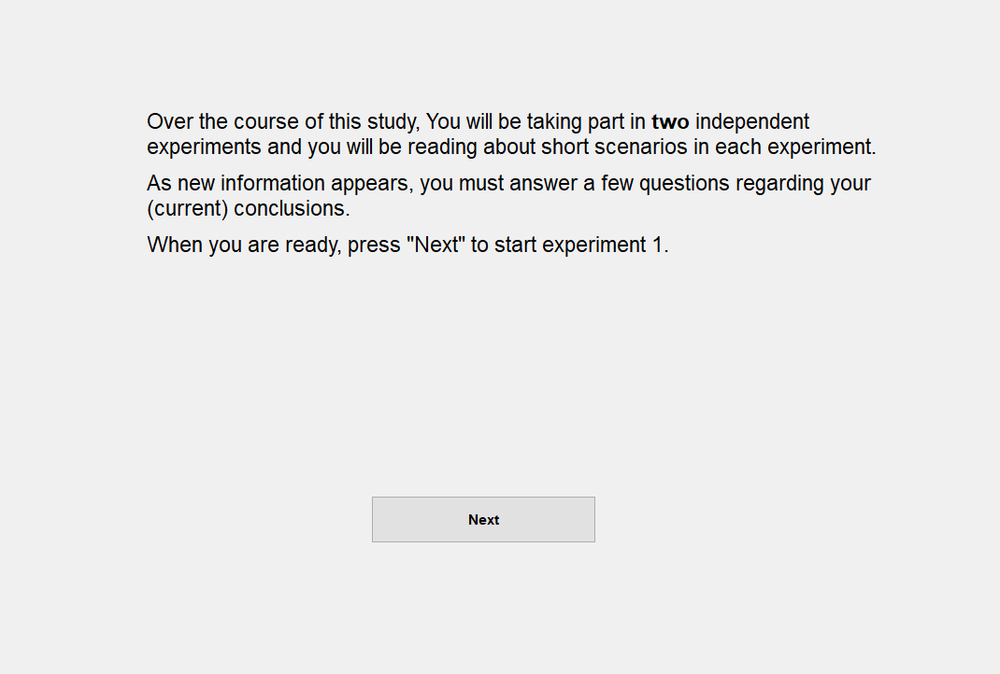 Over the course of this study, You will be taking part in two independent
experiments and you will be reading about short scenarios in each experiment.
As new information appears, you must answer a few questions regarding your
(current) conclusions.
When you are ready, press "Next" to start experiment 1.
Next